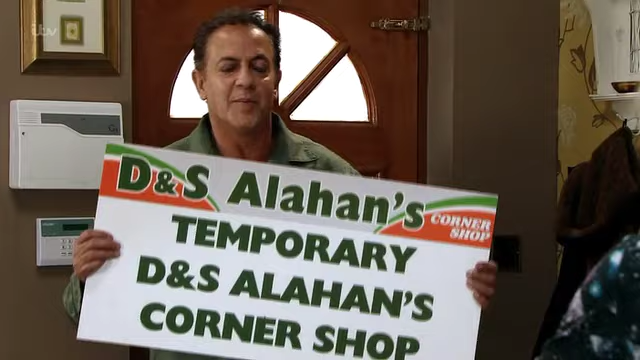 itv
D&S Alahan's
CORNER
SHOP
TEMPORARY
D&S ALAHAN'S
CORNER SHOP